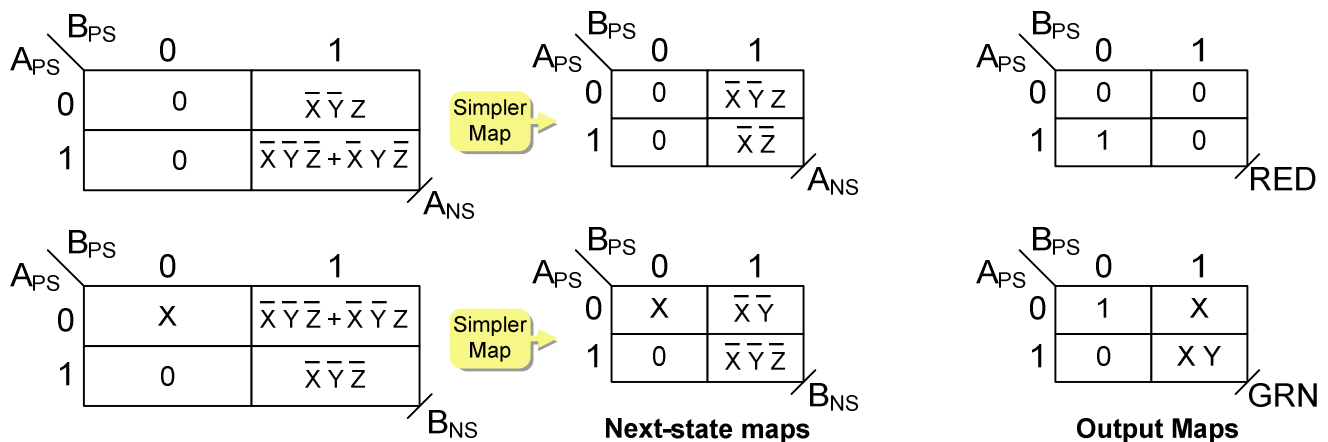 B_PS B_PS B_PS
A_PS 0 1 A_PS 0 1 A_PS 0 1
0 0 X̅ Y̅ Z 0 0 X̅ Y̅ Z 0 0 0
Simpler
Map
1 0 X̅ Y̅ Z̅ + X̅ Y Z̅ 1 0 X̅ Z̅ 1 1 0
A_NS A_NS RED
B_PS B_PS B_PS
A_PS 0 1 A_PS 0 1 A_PS 0 1
0 X X̅ Y̅ Z̅ + X̅ Y̅ Z 0 X X̅ Y̅ 0 1 X
Simpler
Map
1 0 X̅ Y̅ Z̅ 1 0 X̅ Y̅ Z̅ 1 0 X Y
B_NS B_NS GRN
Next-state maps Output Maps